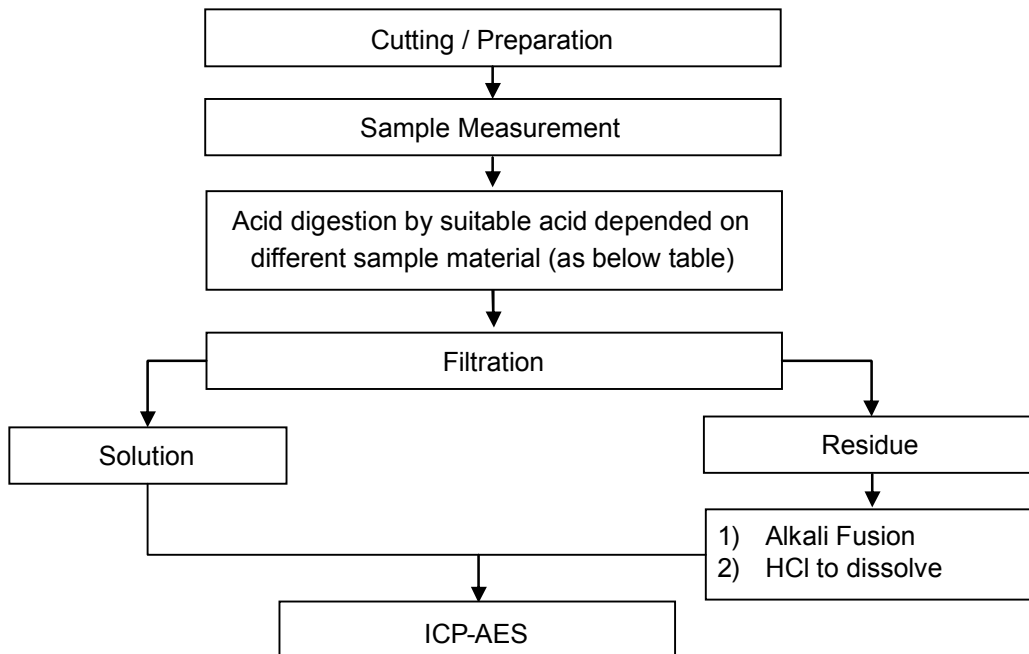 Cutting / Preparation
Sample Measurement
Acid digestion by suitable acid depended on
different sample material (as below table)
Filtration
Solution
Residue
1) Alkali Fusion
2) HCl to dissolve
ICP-AES